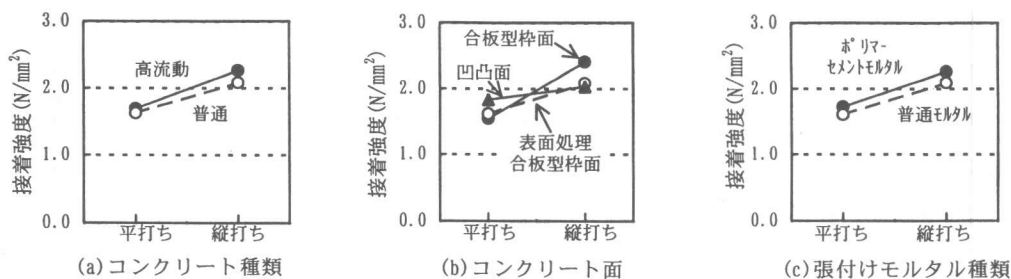 接着強度(N/mm²)
3.0
2.0
1.0
0.0
高流動
普通
平打ち
縦打ち
(a)コンクリート種類
接着強度(N/mm²)
3.0
2.0
1.0
0.0
合板型枠面
凹凸面
表面処理
合板型枠面
平打ち
縦打ち
(b)コンクリート面
接着強度(N/mm²)
3.0
2.0
1.0
0.0
ポリマー
セメントモルタル
普通モルタル
平打ち
縦打ち
(c)張付けモルタル種類